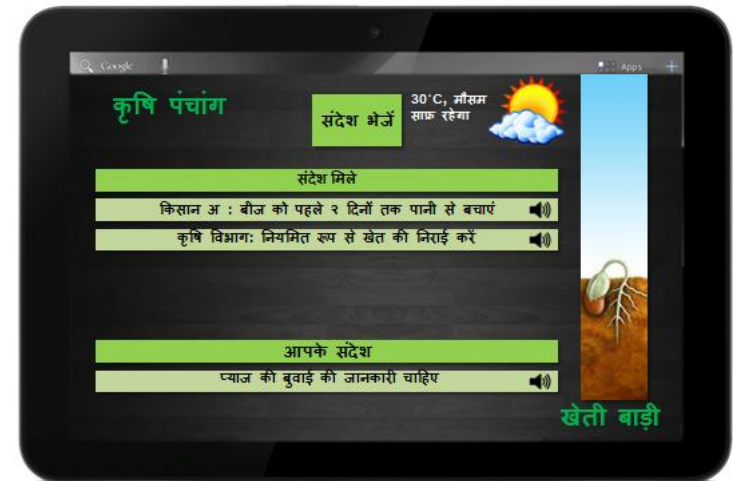 Google
Apps
कृषि पंचांग
संदेश भेजें
30°C, मौसम
साफ़ रहेगा
संदेश मिले
किसान अ : बीज को पहले २ दिनों तक पानी से बचाएं
कृषि विभाग: नियमित रूप से खेत की निराई करें
आपके संदेश
प्याज की बुवाई की जानकारी चाहिए
खेती बाड़ी